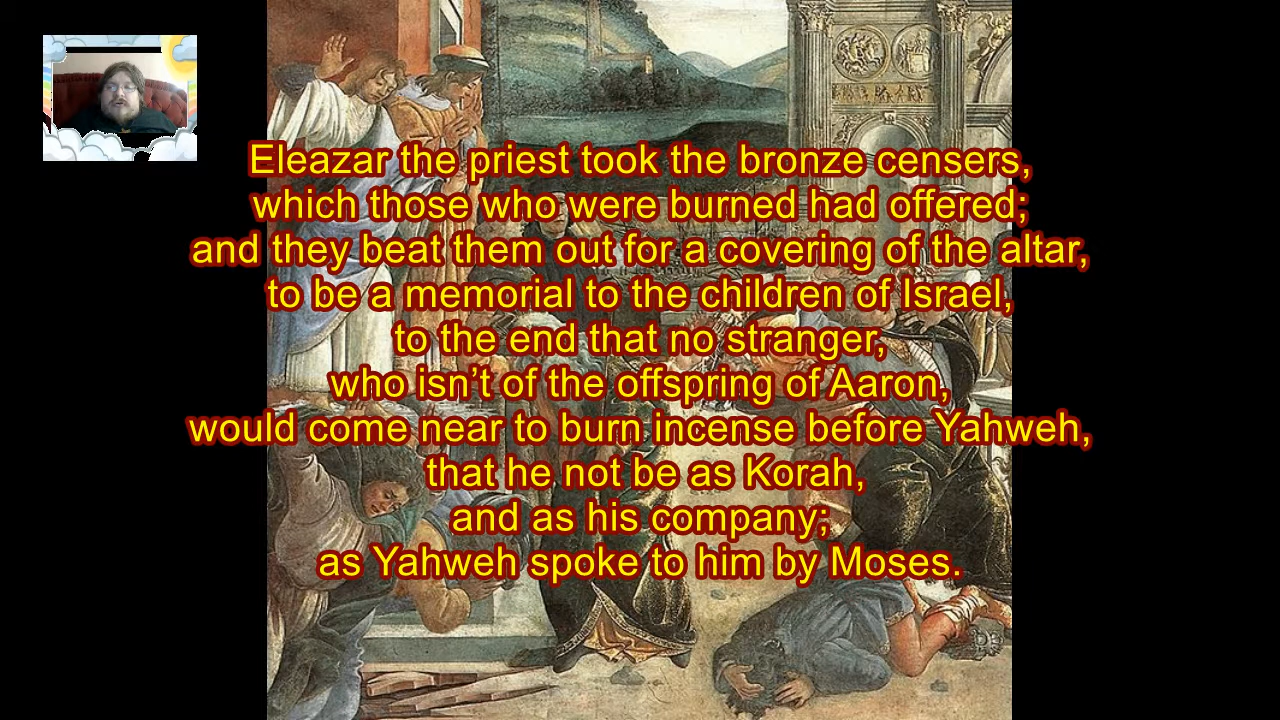 Eleazar the priest took the bronze censers,
which those who were burned had offered;
and they beat them out for a covering of the altar,
to be a memorial to the children of Israel,
to the end that no stranger,
who isn’t of the offspring of Aaron,
would come near to burn incense before Yahweh,
that he not be as Korah,
and as his company;
as Yahweh spoke to him by Moses.